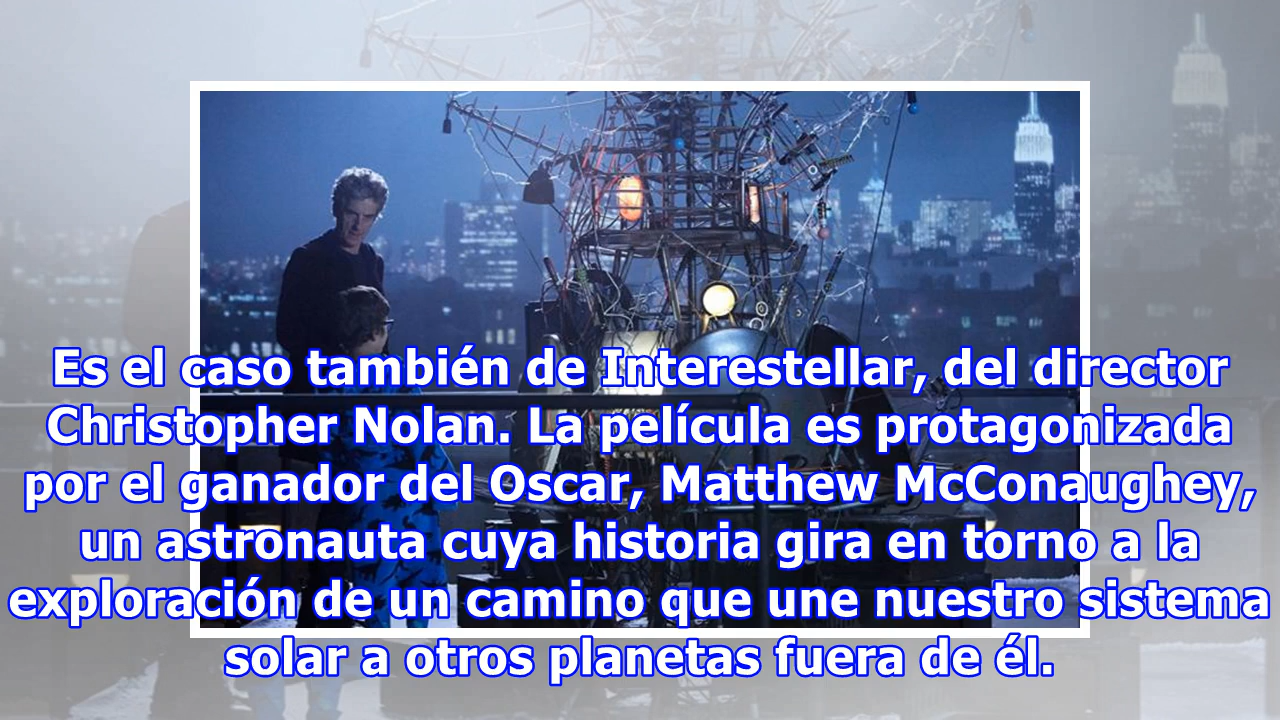 Es el caso también de Interestellar, del director
Christopher Nolan. La película es protagonizada
por el ganador del Oscar, Matthew McConaughey,
un astronauta cuya historia gira en torno a la
exploración de un camino que une nuestro sistema
solar a otros planetas fuera de él.